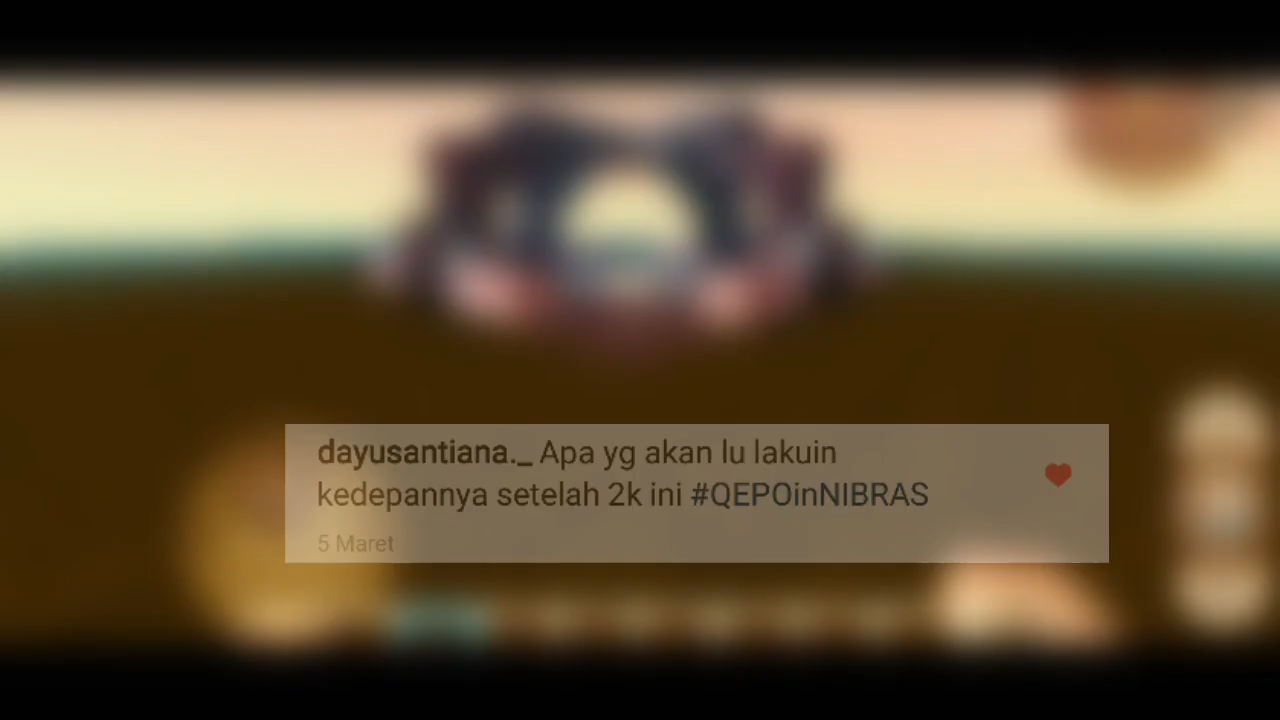 dayusantiana._ Apa yg akan lu lakuin
kedepannya setelah 2k ini #QEPOinNIBRAS
5 Maret